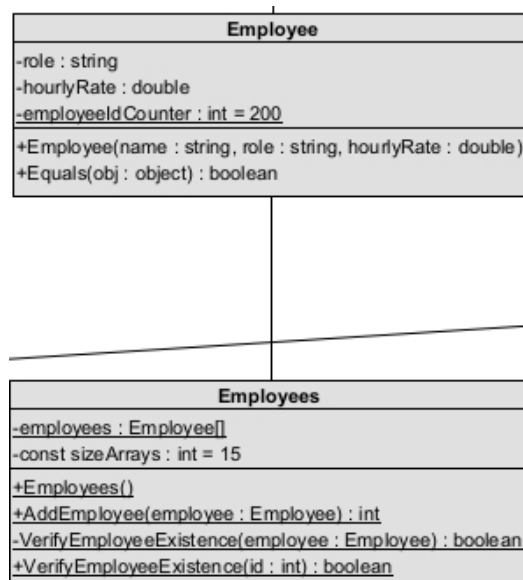 Employee
-role : string
-hourlyRate : double
-employeeIdCounter : int = 200
+Employee(name : string, role : string, hourlyRate : double)
+Equals(obj : object) : boolean
Employees
-employees : Employee[]
-const sizeArrays : int = 15
+Employees()
+AddEmployee(employee : Employee) : int
-VerifyEmployeeExistence(employee : Employee) : boolean
+VerifyEmployeeExistence(id : int) : boolean